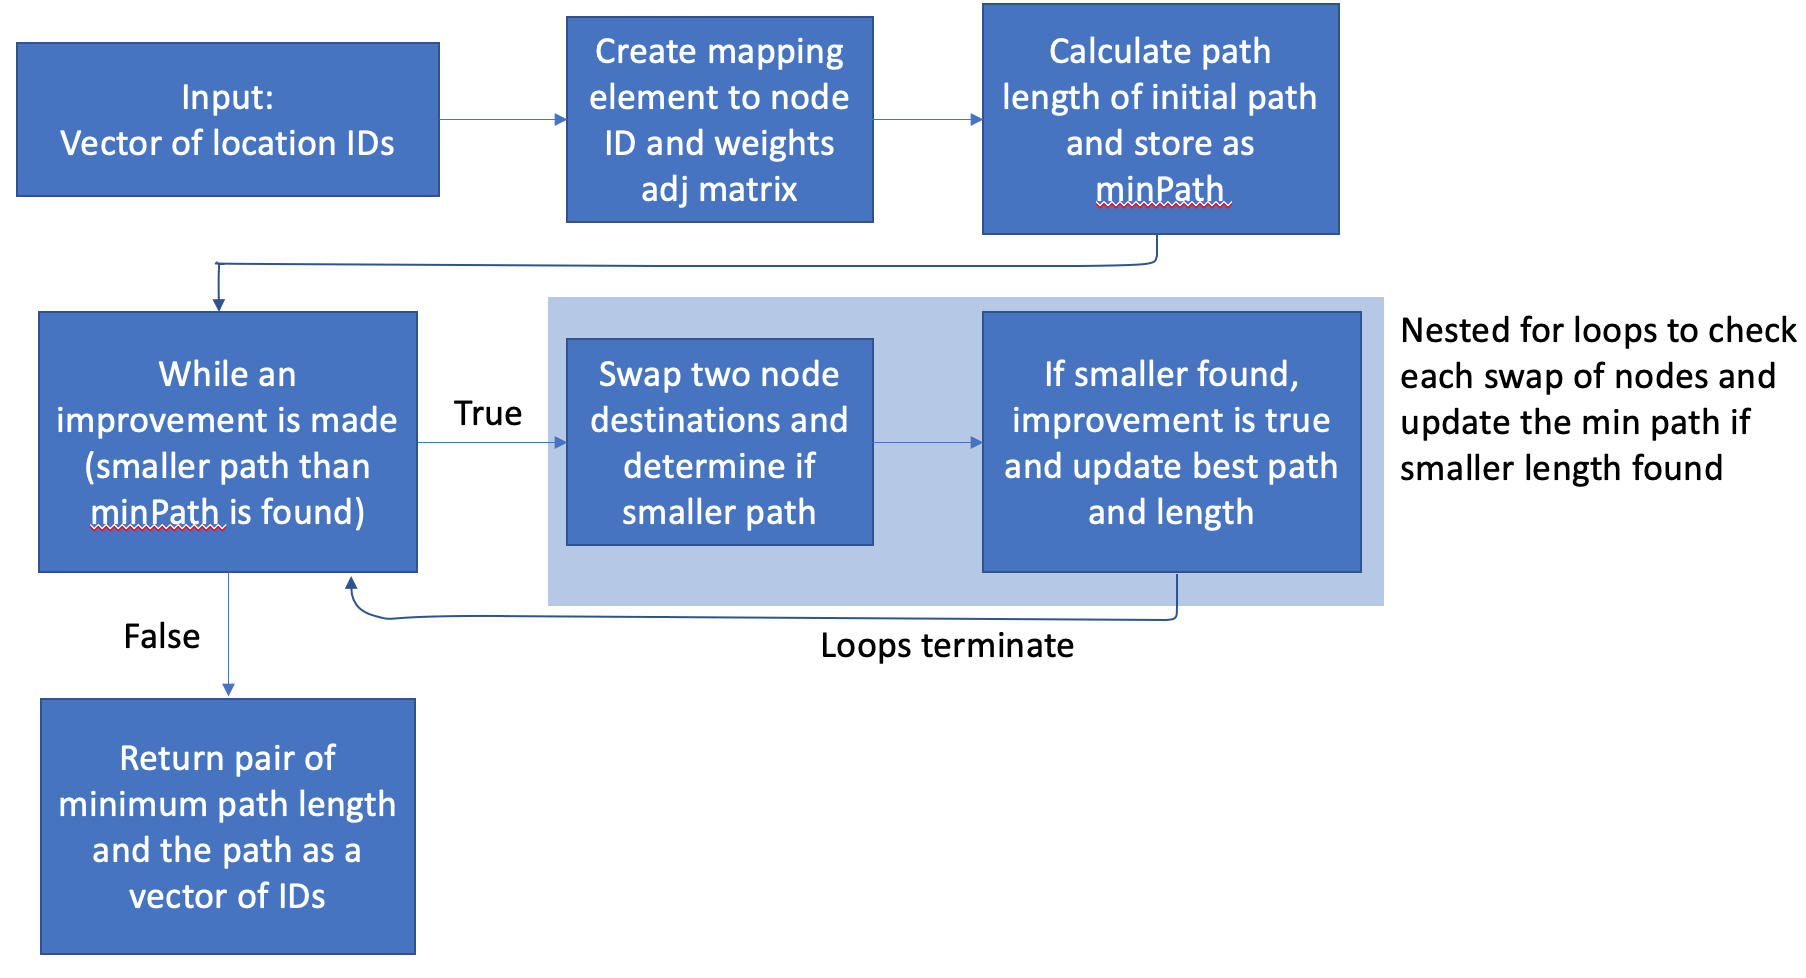 Input:
Vector of location IDs
Create mapping
element to node
ID and weights
adj matrix
Calculate path
length of initial path
and store as
minPath
While an
improvement is made
(smaller path than
minPath is found)
True
Swap two node
destinations and
determine if
smaller path
If smaller found,
improvement is true
and update best path
and length
Nested for loops to check
each swap of nodes and
update the min path if
smaller length found
Loops terminate
False
Return pair of
minimum path length
and the path as a
vector of IDs